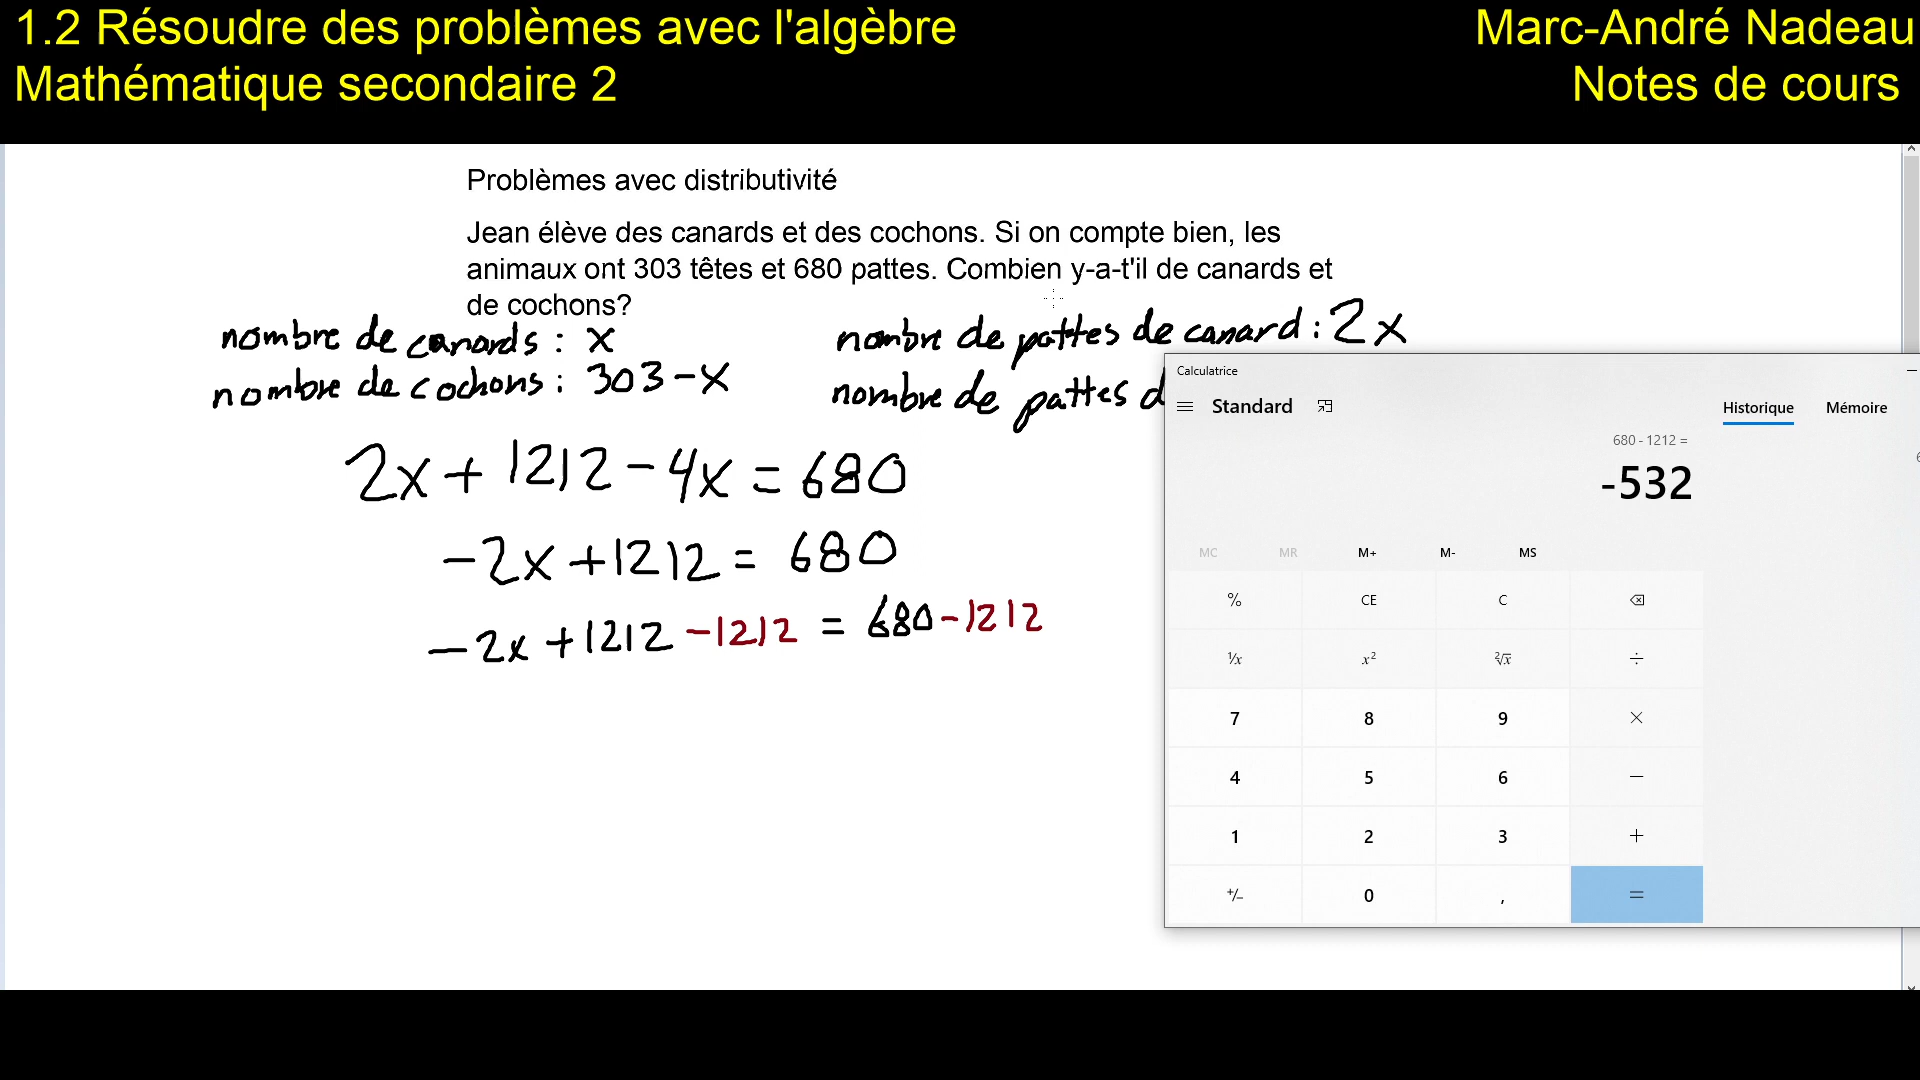 1.2 Résoudre des problèmes avec l'algèbre
Mathématique secondaire 2
Marc-André Nadeau
Notes de cours
Problèmes avec distributivité
Jean élève des canards et des cochons. Si on compte bien, les
animaux ont 303 têtes et 680 pattes. Combien y-a-t'il de canards et
de cochons?
nombre de canards : x
nombre de cochons : 303-x
nombre de pattes de canard : 2x
nombre de pattes d
2x + 1212 - 4x = 680
-2x + 1212 = 680
-2x + 1212 - 1212 = 680 - 1212
Calculatrice
Standard
Historique
Mémoire
680 - 1212 =
-532
MC MR M+ M- MS
% CE C
¹/x x² ²√x ÷
7 8 9 ×
4 5 6 −
1 2 3 +
+/− 0 , =